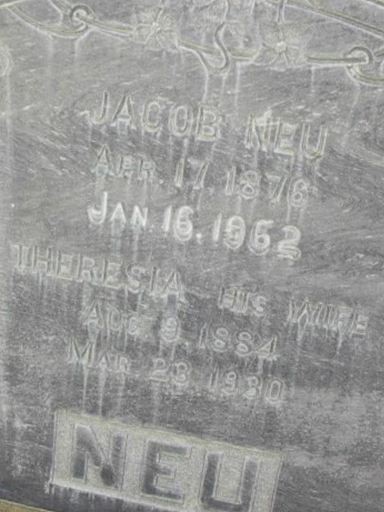 JACOB NEU
APR. 17. 1876
JAN. 16. 1962
THERESIA HIS WIFE
AUG 9. 1884
MAR 23 1930
NEU